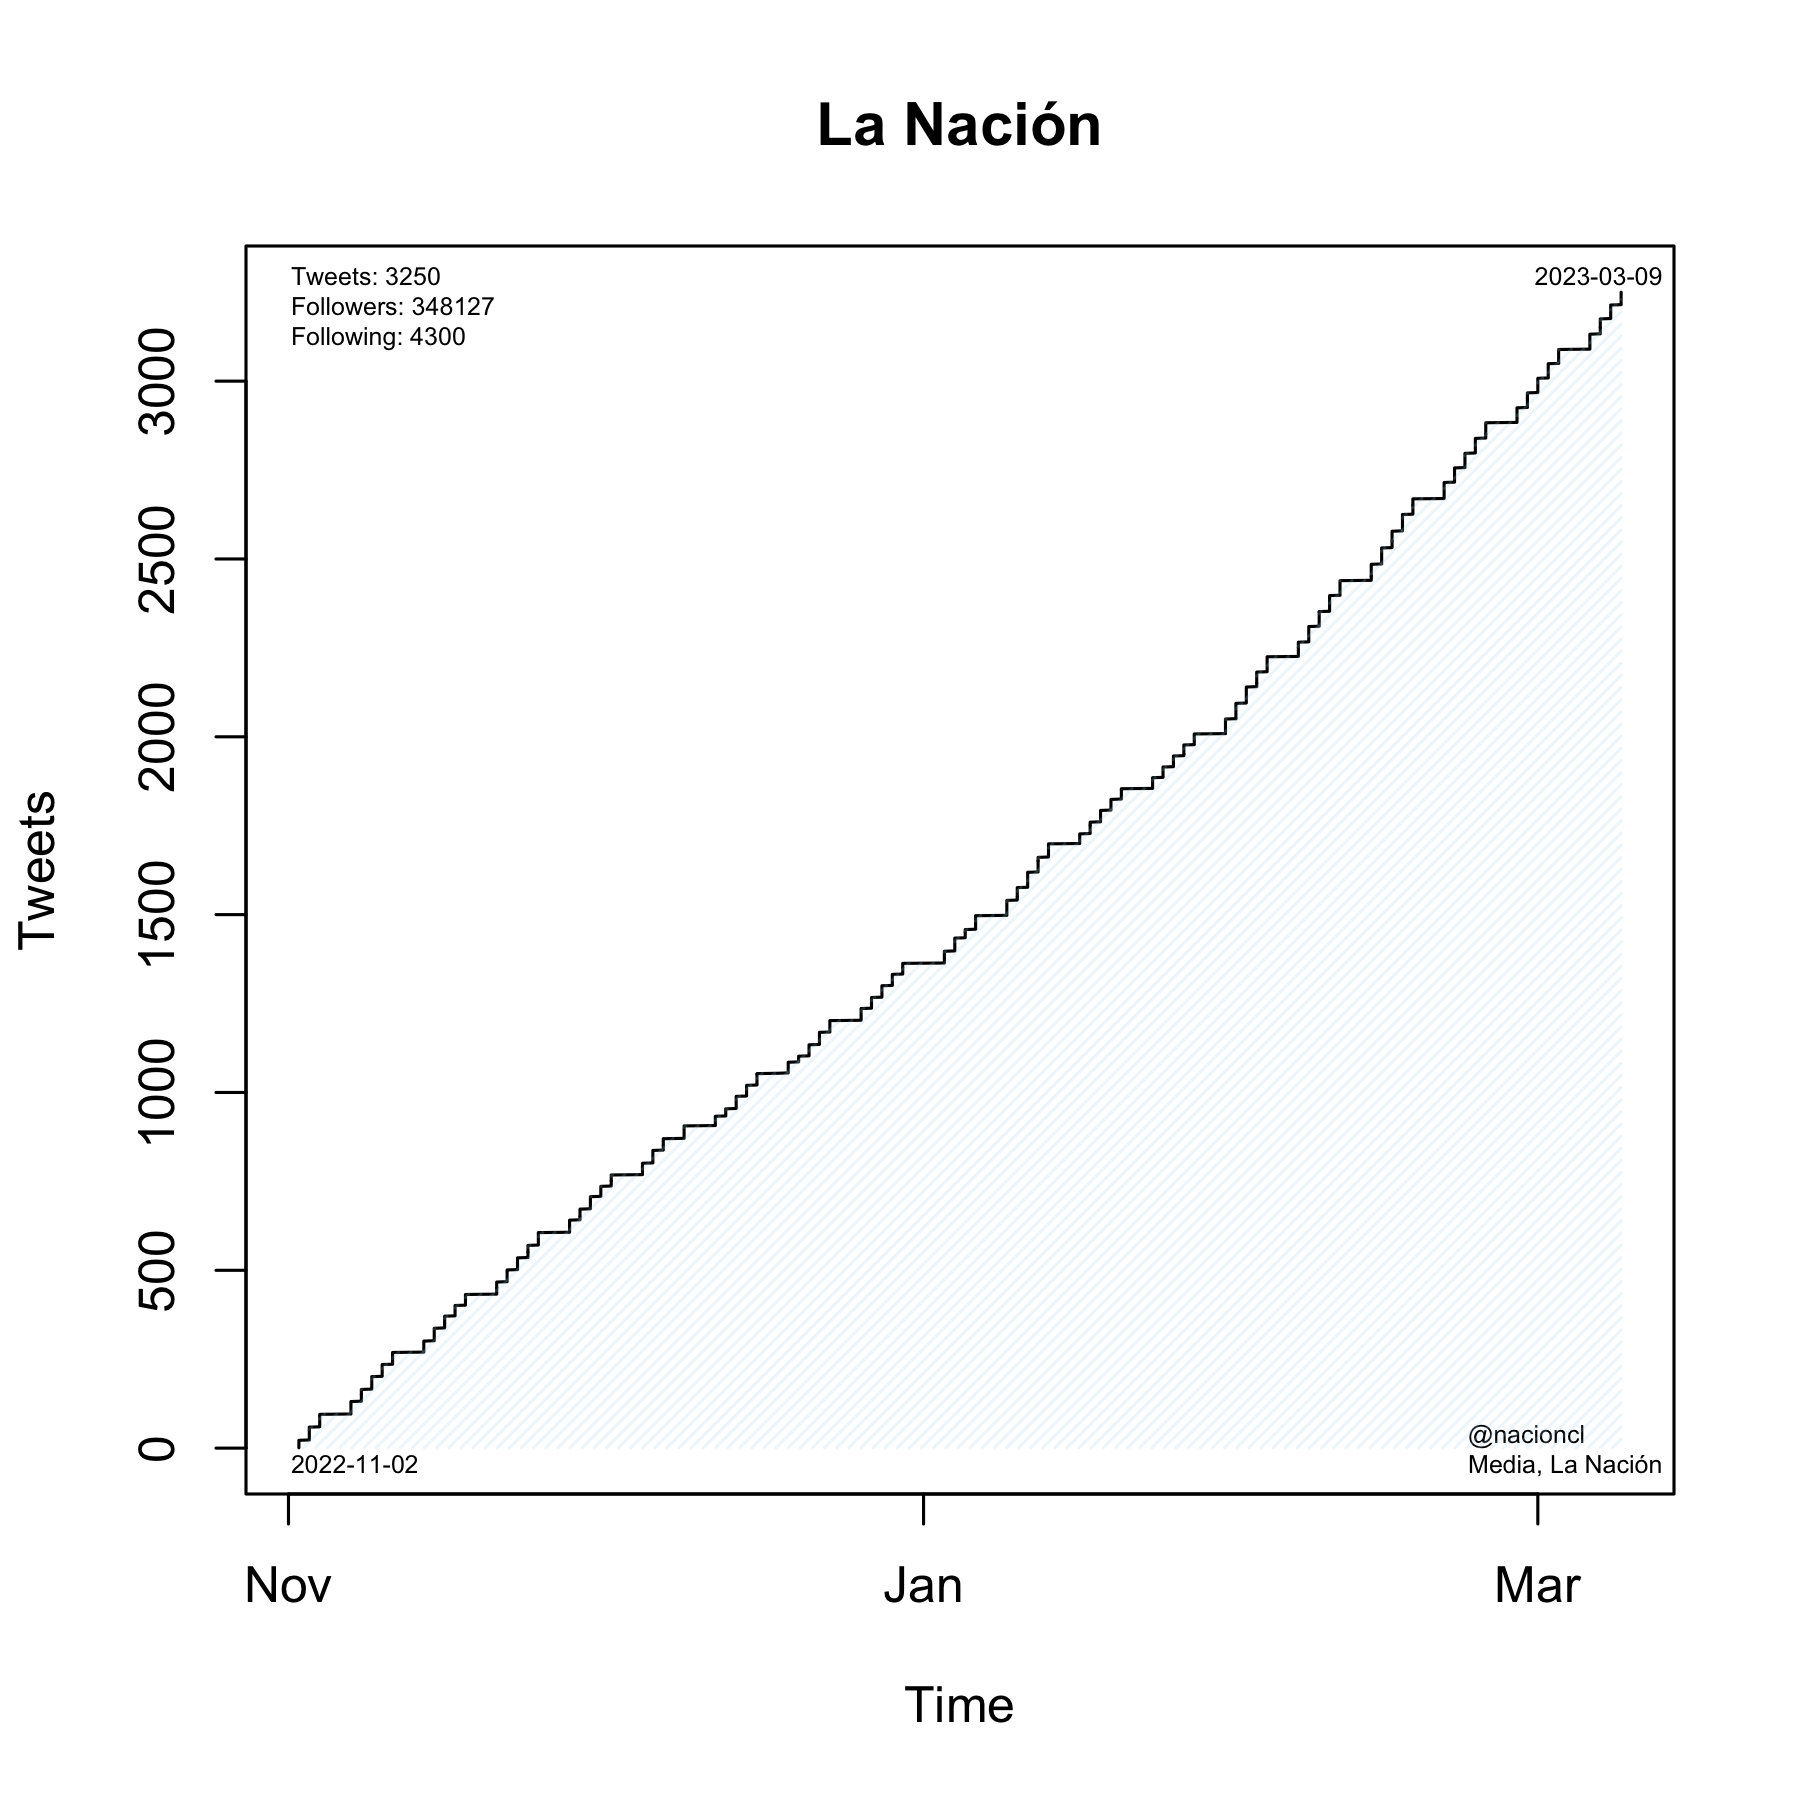 La Nación
Tweets: 3250
Followers: 348127
Following: 4300
2023-03-09
Tweets
3000
2500
2000
1500
1000
500
0
2022-11-02
@nacioncl
Media, La Nación
Nov
Jan
Mar
Time